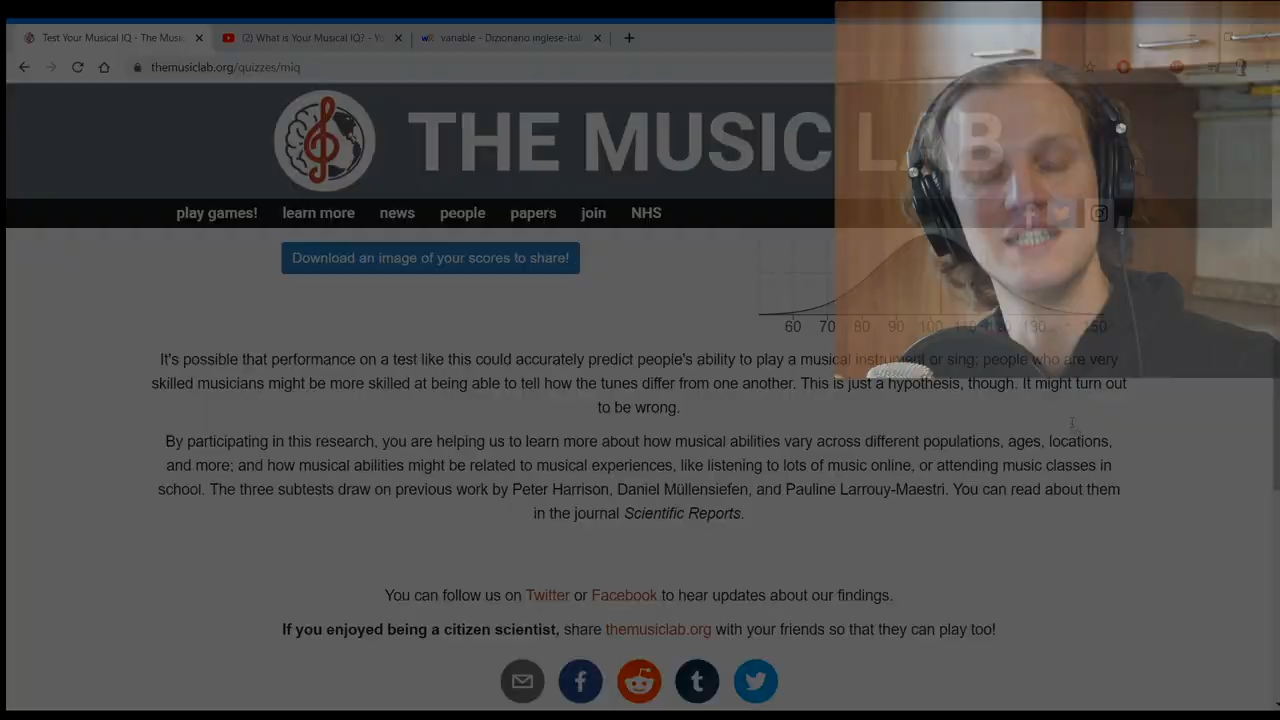 Test Your Musical IQ - The Music
(2) What is Your Musical IQ? - Yo
variable - Dizionario inglese-ital
themusiclab.org/quizzes/miq
THE MUSIC LAB
play games! learn more news people papers join NHS
Download an image of your scores to share!
60 70 80 90 100 110 120 130 150
It's possible that performance on a test like this could accurately predict people's ability to play a musical instrument or sing; people who are very
skilled musicians might be more skilled at being able to tell how the tunes differ from one another. This is just a hypothesis, though. It might turn out
to be wrong.
By participating in this research, you are helping us to learn more about how musical abilities vary across different populations, ages, locations,
and more; and how musical abilities might be related to musical experiences, like listening to lots of music online, or attending music classes in
school. The three subtests draw on previous work by Peter Harrison, Daniel Müllensiefen, and Pauline Larrouy-Maestri. You can read about them
in the journal Scientific Reports.
You can follow us on Twitter or Facebook to hear updates about our findings.
If you enjoyed being a citizen scientist, share themusiclab.org with your friends so that they can play too!